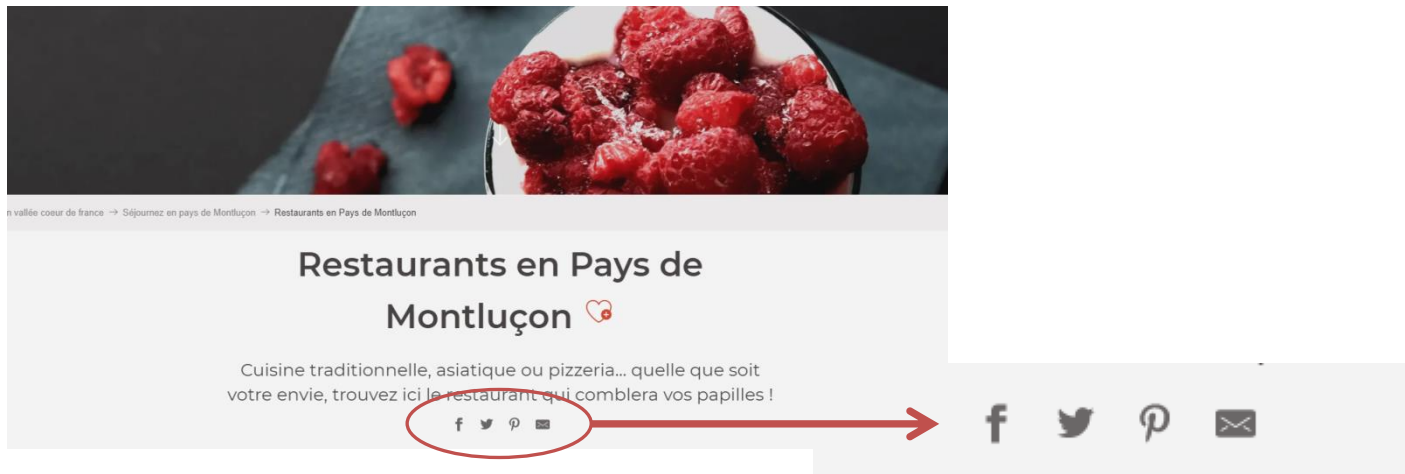 n vallée coeur de france → Séjournez en pays de Montluçon → Restaurants en Pays de Montluçon
Restaurants en Pays de
Montluçon
Cuisine traditionnelle, asiatique ou pizzeria... quelle que soit
votre envie, trouvez ici le restaurant qui comblera vos papilles !